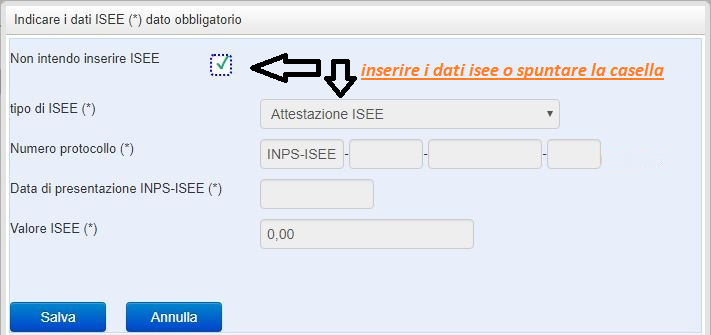 Indicare i dati ISEE (*) dato obbligatorio
Non intendo inserire ISEE
inserire i dati isee o spuntare la casella
tipo di ISEE (*)
Attestazione ISEE
Numero protocollo (*)
INPS-ISEE - - -
Data di presentazione INPS-ISEE (*)
Valore ISEE (*)
0,00
Salva
Annulla